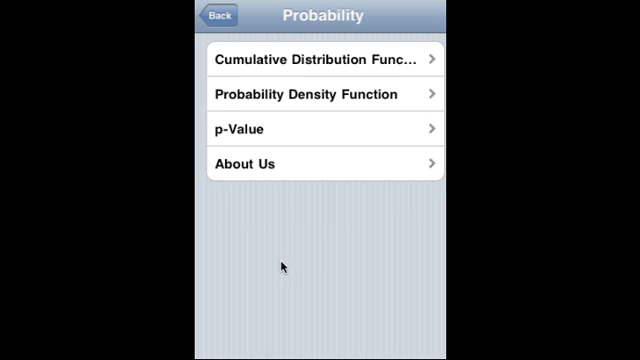 Back
Probability
Cumulative Distribution Func...
Probability Density Function
p-Value
About Us